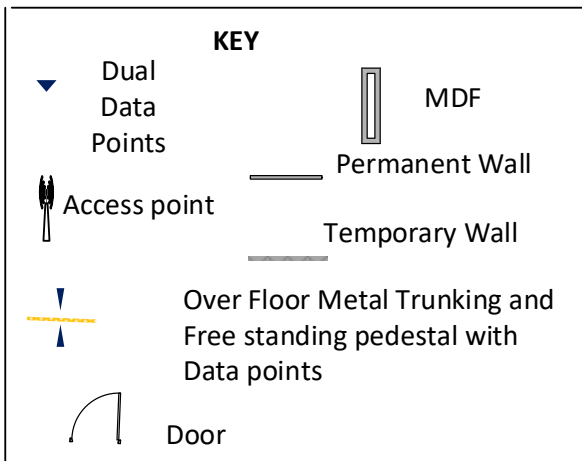 KEY
Dual
Data
Points
MDF
Permanent Wall
Access point
Temporary Wall
Over Floor Metal Trunking and
Free standing pedestal with
Data points
Door